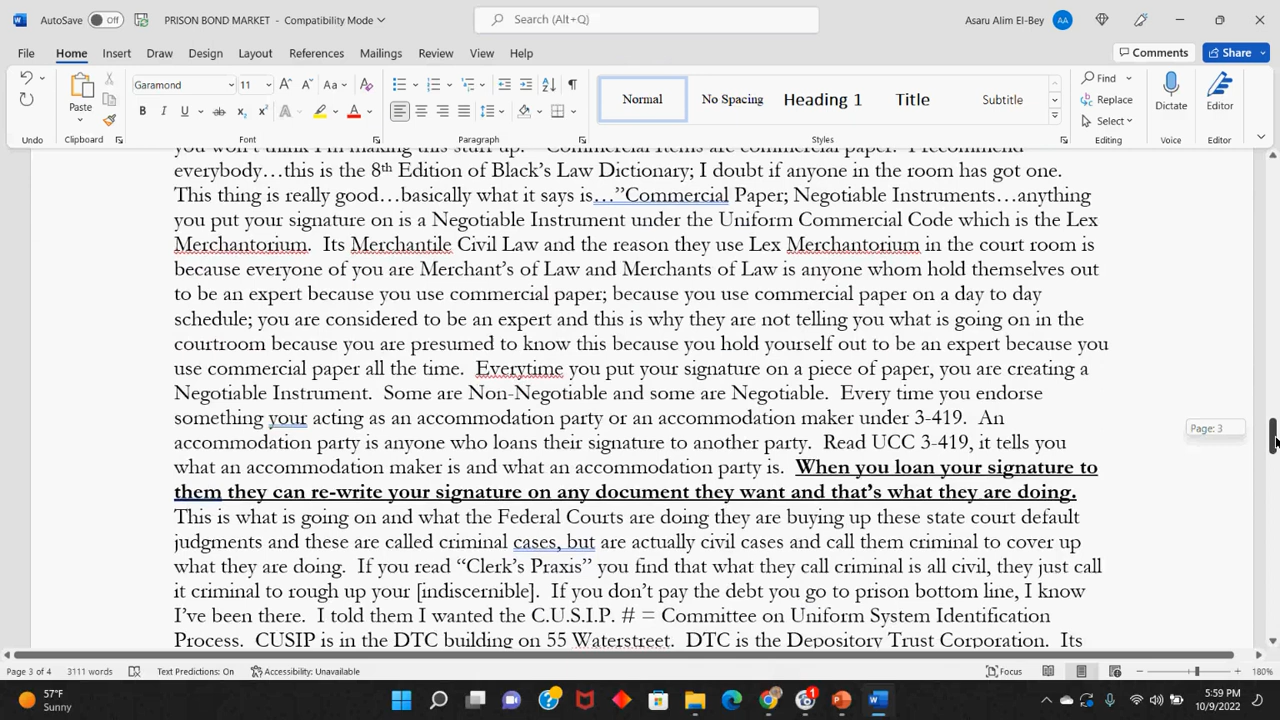 AutoSave Off PRISON BOND MARKET - Compatibility Mode Search (Alt+Q) Asaru Alim El-Bey AA
File Home Insert Draw Design Layout References Mailings Review View Help Comments Share
Garamond 11 Aa Find
Paste Normal No Spacing Heading 1 Title Subtitle Replace Dictate Editor
B I U ab x₂ x² A A Select
Undo Clipboard Font Paragraph Styles Editing Voice Editor
you won't think I'm making this stuff up. Commercial Items are commercial paper. I recommend
everybody…this is the 8th Edition of Black's Law Dictionary; I doubt if anyone in the room has got one.
This thing is really good…basically what it says is…"Commercial Paper; Negotiable Instruments…anything
you put your signature on is a Negotiable Instrument under the Uniform Commercial Code which is the Lex
Merchantorium. Its Merchantile Civil Law and the reason they use Lex Merchantorium in the court room is
because everyone of you are Merchant's of Law and Merchants of Law is anyone whom hold themselves out
to be an expert because you use commercial paper; because you use commercial paper on a day to day
schedule; you are considered to be an expert and this is why they are not telling you what is going on in the
courtroom because you are presumed to know this because you hold yourself out to be an expert because you
use commercial paper all the time. Everytime you put your signature on a piece of paper, you are creating a
Negotiable Instrument. Some are Non-Negotiable and some are Negotiable. Every time you endorse
something your acting as an accommodation party or an accommodation maker under 3-419. An
accommodation party is anyone who loans their signature to another party. Read UCC 3-419, it tells you
what an accommodation maker is and what an accommodation party is. When you loan your signature to
them they can re-write your signature on any document they want and that's what they are doing.
This is what is going on and what the Federal Courts are doing they are buying up these state court default
judgments and these are called criminal cases, but are actually civil cases and call them criminal to cover up
what they are doing. If you read "Clerk's Praxis" you find that what they call criminal is all civil, they just call
it criminal to rough up your [indiscernible]. If you don't pay the debt you go to prison bottom line, I know
I've been there. I told them I wanted the C.U.S.I.P. # = Committee on Uniform System Identification
Process. CUSIP is in the DTC building on 55 Waterstreet. DTC is the Depository Trust Corporation. Its
Page: 3
Page 3 of 4 3111 words Text Predictions: On Accessibility: Unavailable Focus 180%
57°F
Sunny
1
5:59 PM
10/9/2022